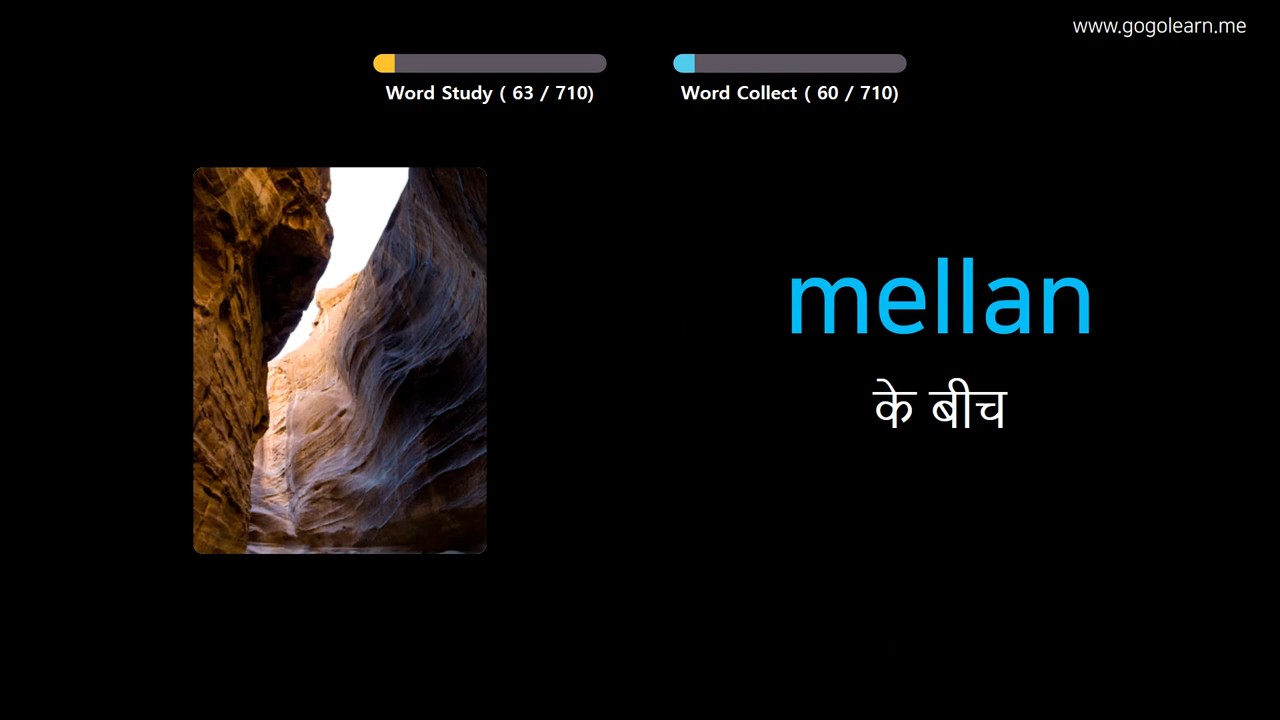 www.gogolearn.me
Word Study ( 63 / 710)
Word Collect ( 60 / 710)
mellan
के बीच